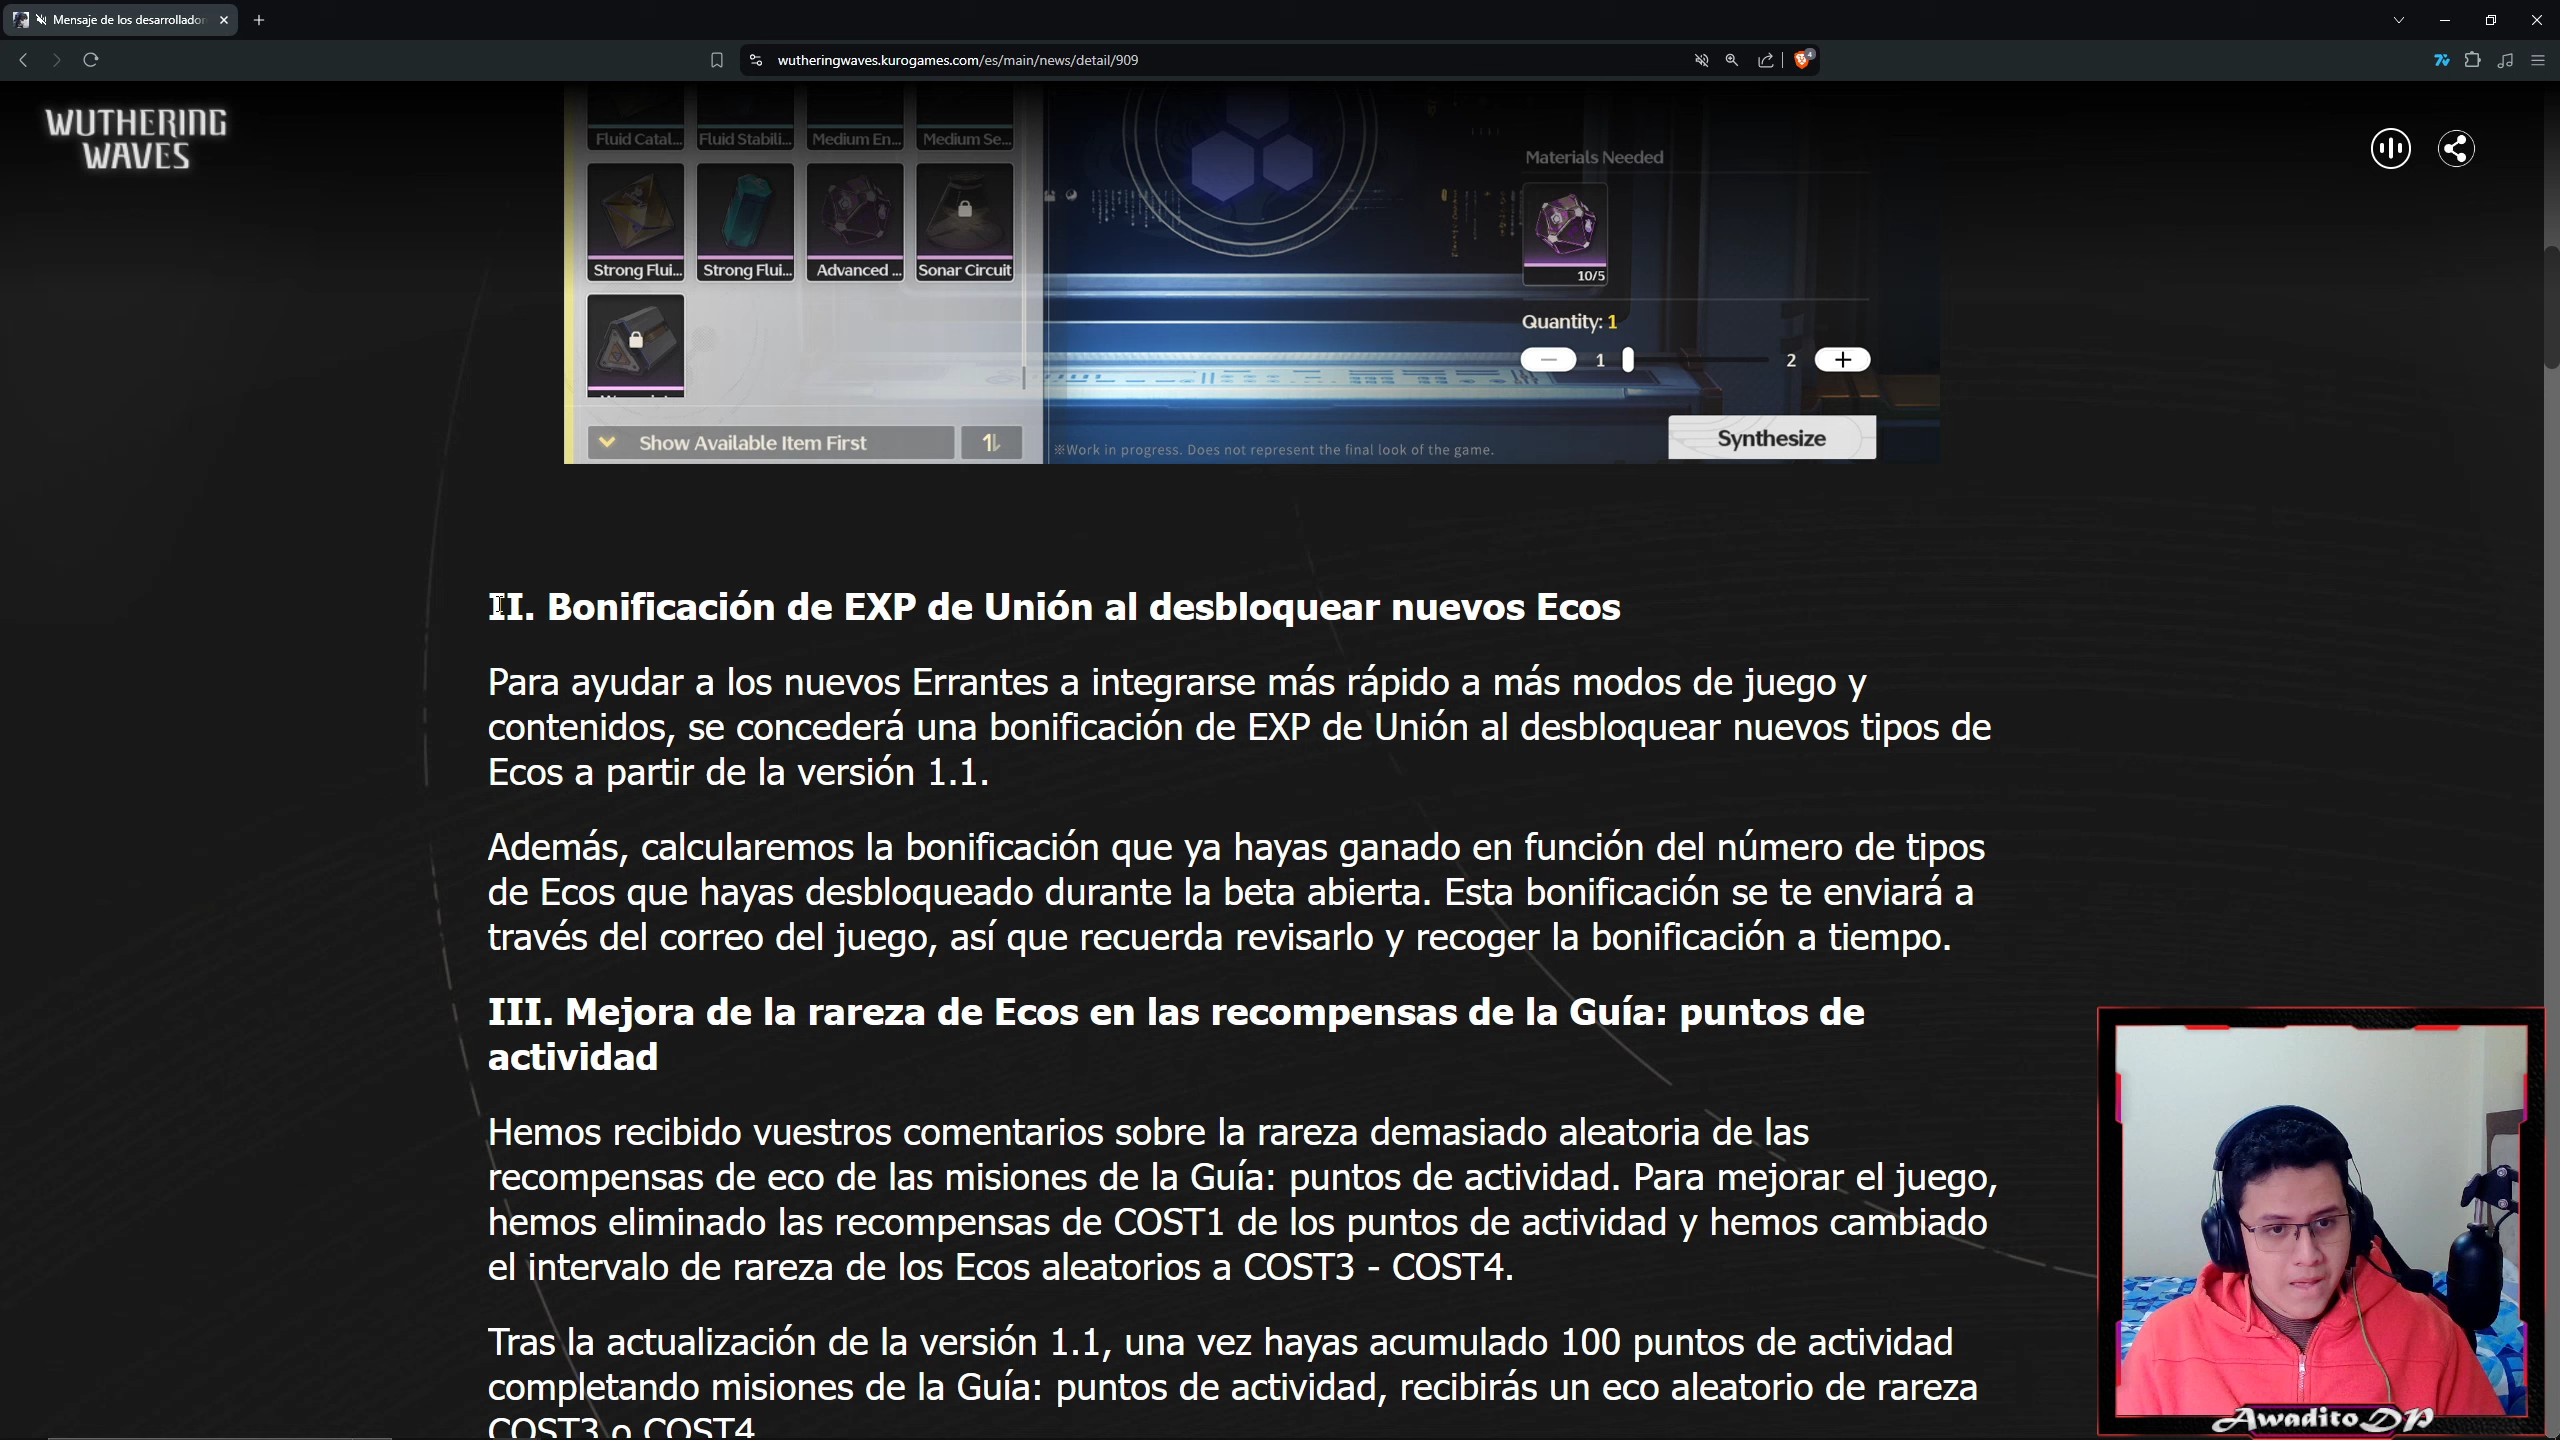 Mensaje de los desarrollador
wutheringwaves.kurogames.com/es/main/news/detail/909
4
WUTHERING
WAVES
Fluid Catal...
Fluid Stabili...
Medium En...
Medium Se...
Materials Needed
Strong Flui...
Strong Flui...
Advanced ...
Sonar Circuit
10/5
Quantity: 1
1
2
Show Available Item First
※Work in progress. Does not represent the final look of the game.
Synthesize
II. Bonificación de EXP de Unión al desbloquear nuevos Ecos
Para ayudar a los nuevos Errantes a integrarse más rápido a más modos de juego y
contenidos, se concederá una bonificación de EXP de Unión al desbloquear nuevos tipos de
Ecos a partir de la versión 1.1.
Además, calcularemos la bonificación que ya hayas ganado en función del número de tipos
de Ecos que hayas desbloqueado durante la beta abierta. Esta bonificación se te enviará a
través del correo del juego, así que recuerda revisarlo y recoger la bonificación a tiempo.
III. Mejora de la rareza de Ecos en las recompensas de la Guía: puntos de
actividad
Hemos recibido vuestros comentarios sobre la rareza demasiado aleatoria de las
recompensas de eco de las misiones de la Guía: puntos de actividad. Para mejorar el juego,
hemos eliminado las recompensas de COST1 de los puntos de actividad y hemos cambiado
el intervalo de rareza de los Ecos aleatorios a COST3 - COST4.
Tras la actualización de la versión 1.1, una vez hayas acumulado 100 puntos de actividad
completando misiones de la Guía: puntos de actividad, recibirás un eco aleatorio de rareza
COST3 o COST4
Awadito DP